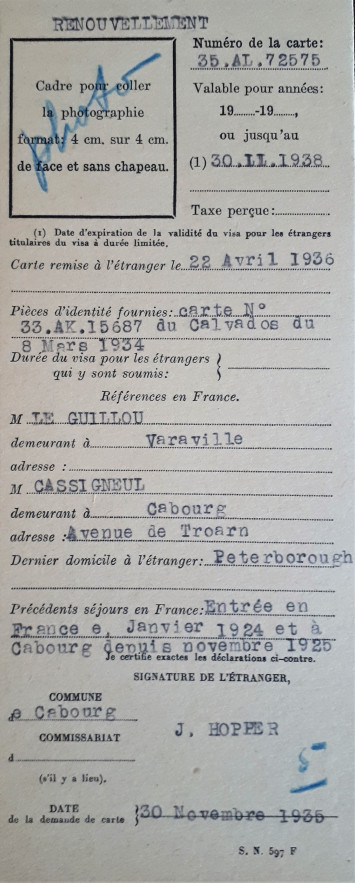 RENOUVELLEMENT
Cadre pour coller
la photographie
format: 4 cm. sur 4 cm.
de face et sans chapeau.
photo
Numéro de la carte:
35.AL.72575
Valable pour années:
19........-19........,
ou jusqu'au
(1) 30.II.1938
Taxe perçue:
(1) Date d'expiration de la validité du visa pour les étrangers
titulaires du visa à durée limitée.
Carte remise à l'étranger le 22 Avril 1936
Pièces d'identité fournies: carte N°
33.AK.15687 du Calvados du
8 Mars 1934
Durée du visa pour les étrangers }
qui y sont soumis:
Références en France.
M LE GUILLOU
demeurant à Varaville
adresse :
M CASSIGNEUL
demeurant à Cabourg
adresse : Avenue de Troarn
Dernier domicile à l'étranger: Peterborough
Précédents séjours en France: Entrée en
France e, Janvier 1924 et à
Cabourg depuis novembre 1925
Je certifie exactes les déclarations ci-contre.
SIGNATURE DE L'ÉTRANGER,
COMMUNE
e Cabourg
J. HOPPER
COMMISSARIAT
d
(s'il y a lieu).
DATE
de la demande de carte } 30 Novembre 1935
S. N. 597 F